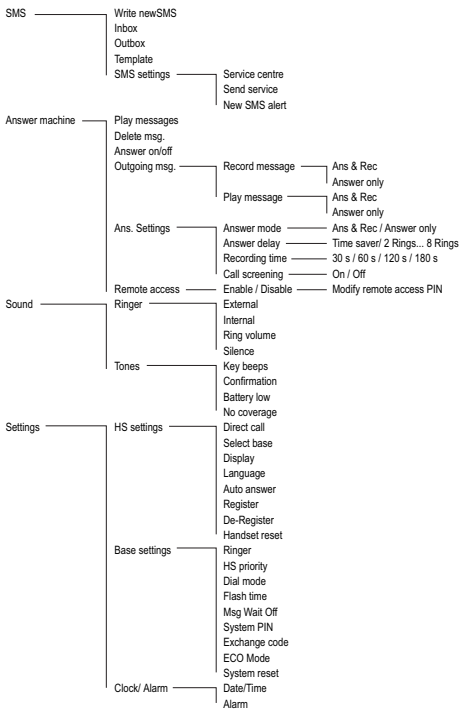 SMS Write newSMS
Inbox
Outbox
Template
SMS settings Service centre
Send service
New SMS alert
Answer machine Play messages
Delete msg.
Answer on/off
Outgoing msg. Record message Ans & Rec
Answer only
Play message Ans & Rec
Answer only
Ans. Settings Answer mode Ans & Rec / Answer only
Answer delay Time saver/ 2 Rings... 8 Rings
Recording time 30 s / 60 s / 120 s / 180 s
Call screening On / Off
Remote access Enable / Disable Modify remote access PIN
Sound Ringer External
Internal
Ring volume
Silence
Tones Key beeps
Confirmation
Battery low
No coverage
Settings HS settings Direct call
Select base
Display
Language
Auto answer
Register
De-Register
Handset reset
Base settings Ringer
HS priority
Dial mode
Flash time
Msg Wait Off
System PIN
Exchange code
ECO Mode
System reset
Clock/ Alarm Date/Time
Alarm